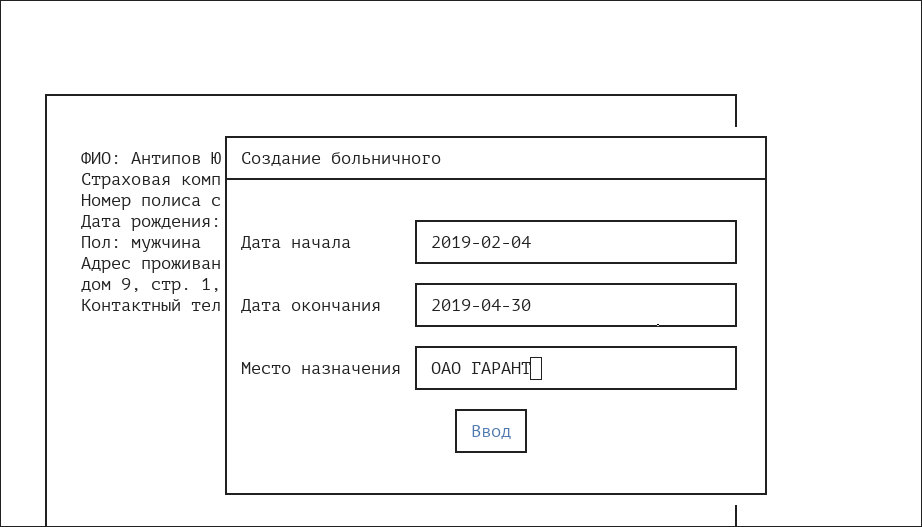 ФИО: Антипов Ю
Страховая комп
Номер полиса с
Дата рождения:
Пол: мужчина
Адрес проживан
дом 9, стр. 1,
Контактный тел
Создание больничного
Дата начала 2019-02-04
Дата окончания 2019-04-30
Место назначения ОАО ГАРАНТ
Ввод